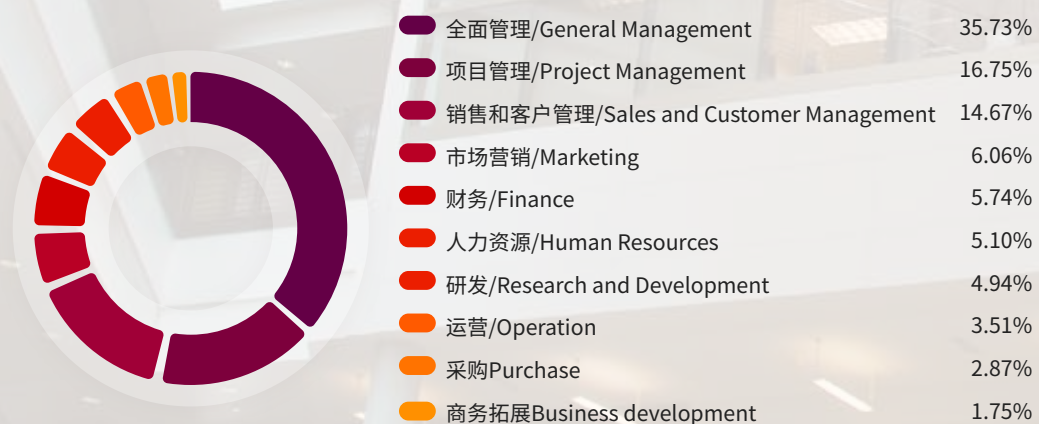 全面管理/General Management 35.73%
项目管理/Project Management 16.75%
销售和客户管理/Sales and Customer Management 14.67%
市场营销/Marketing 6.06%
财务/Finance 5.74%
人力资源/Human Resources 5.10%
研发/Research and Development 4.94%
运营/Operation 3.51%
采购Purchase 2.87%
商务拓展Business development 1.75%